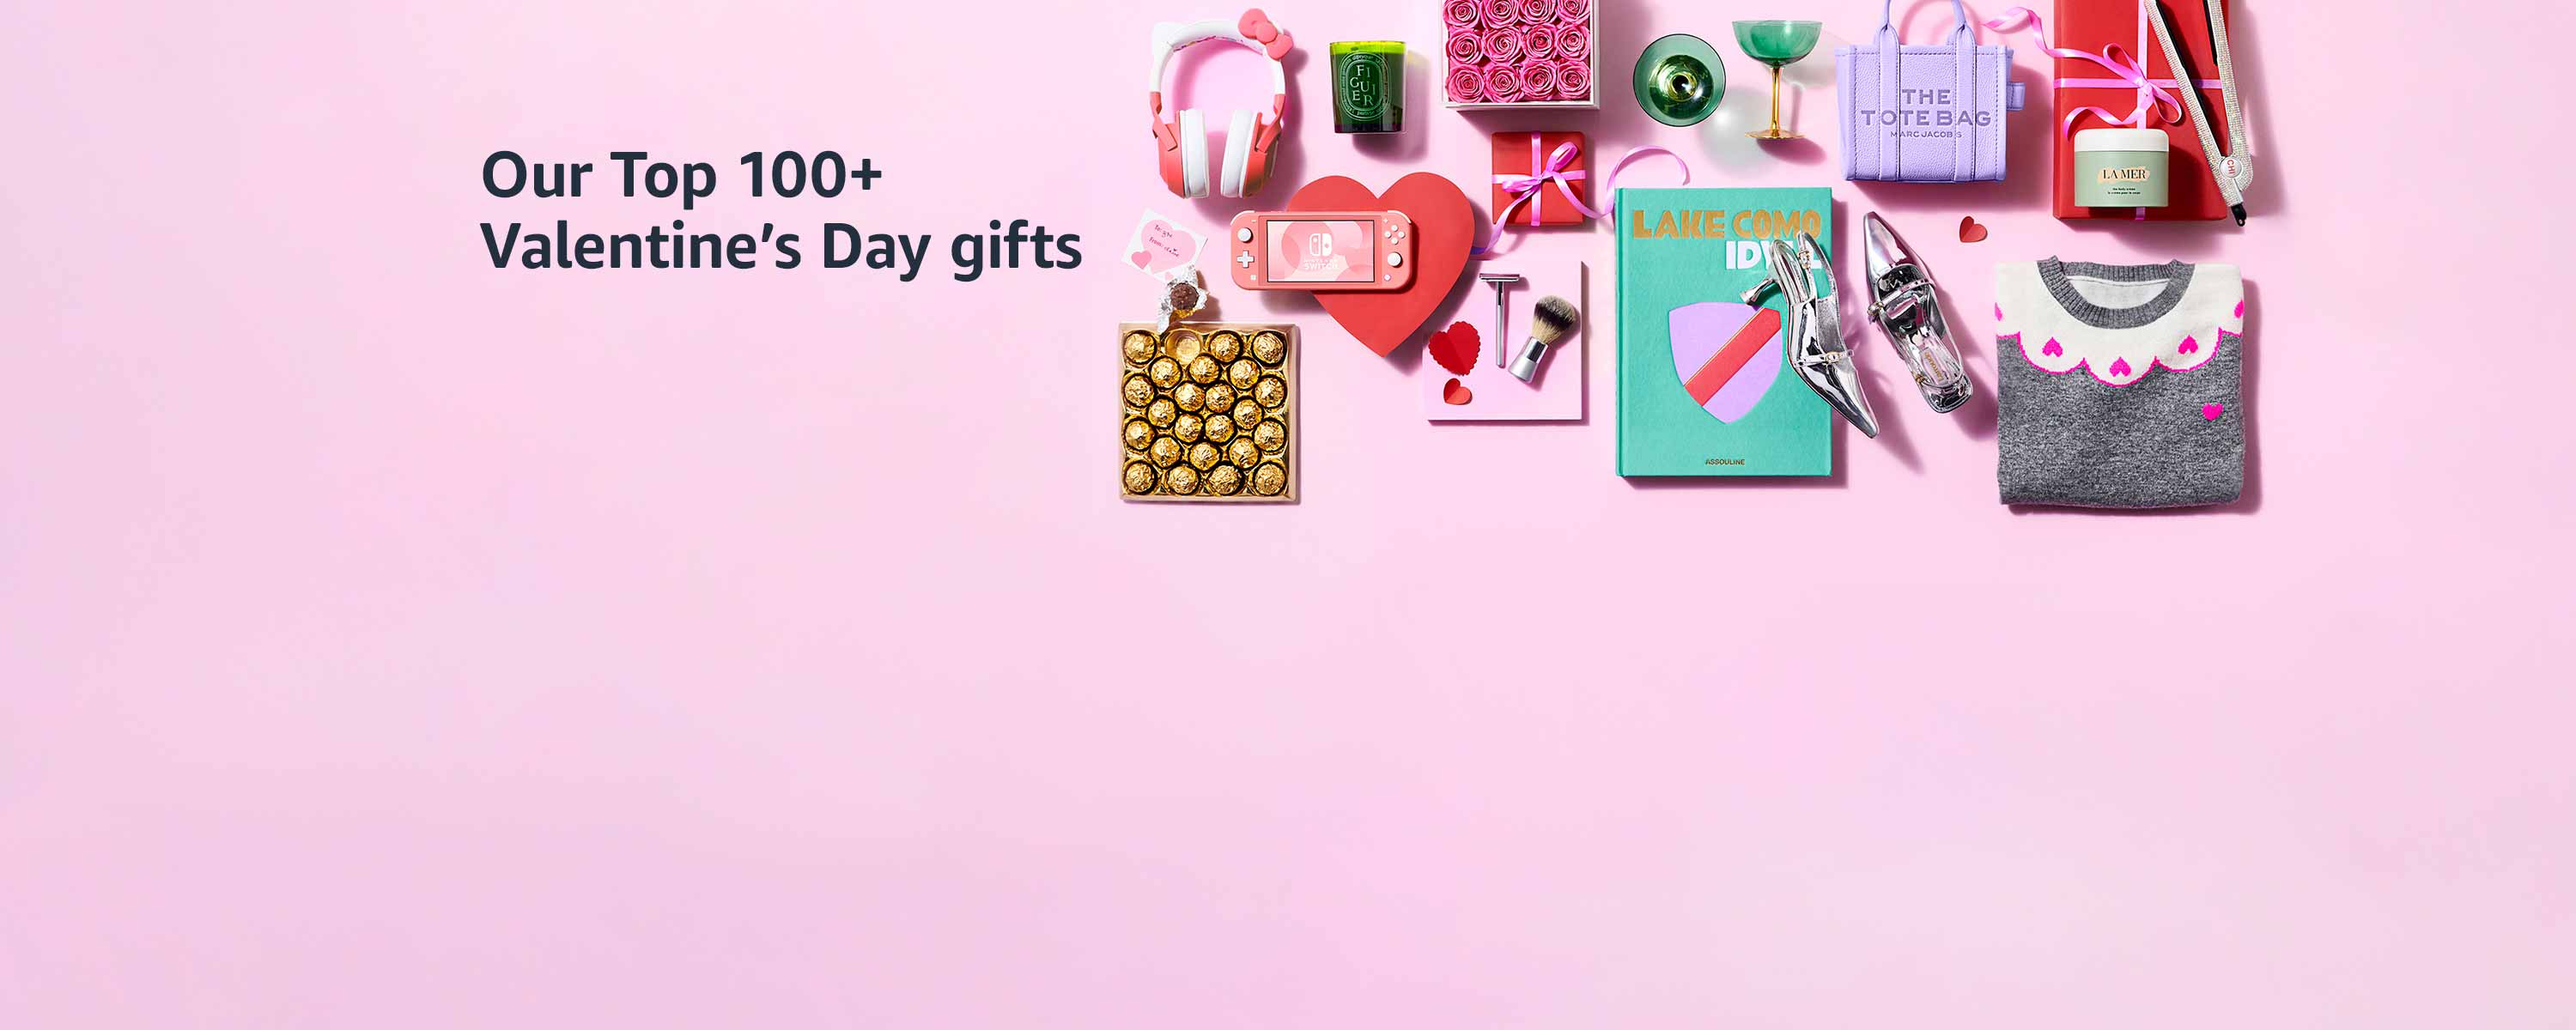 Our Top 100+
Valentine’s Day gifts
FI
GUI
ER
THE
TOTE BAG
MARC JACOBS
LA MER
CHI
SWITCH
LAKE COMO
ASSOULINE